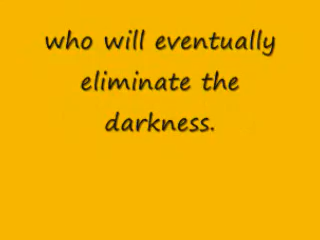 who will eventually
eliminate the
darkness.